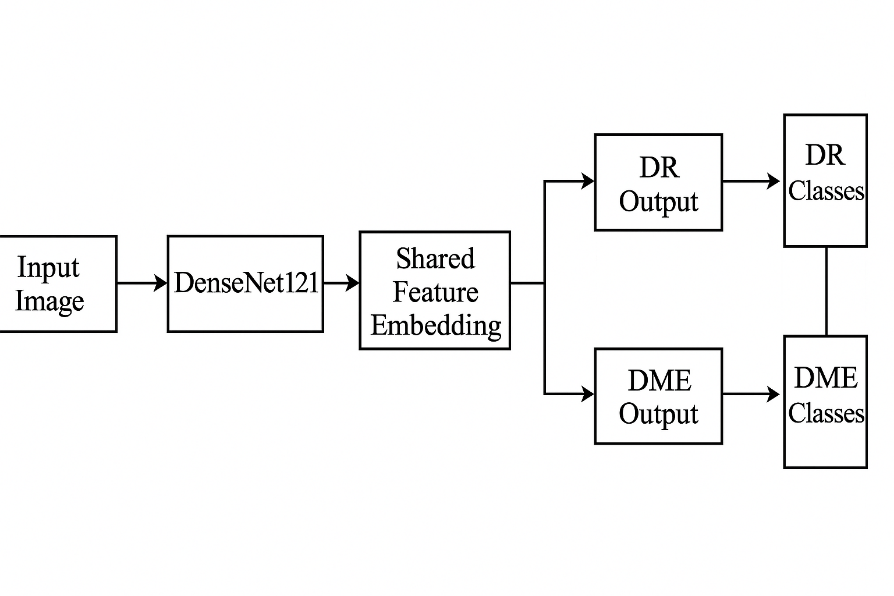 Input
Image
DenseNet121
Shared
Feature
Embedding
DR
Output
DR
Classes
DME
Output
DME
Classes